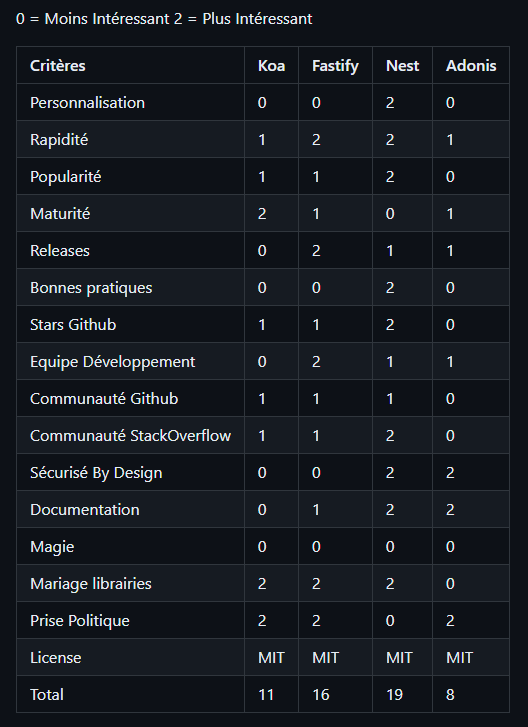 0 = Moins Intéressant 2 = Plus Intéressant
Critères Koa Fastify Nest Adonis
Personnalisation 0 0 2 0
Rapidité 1 2 2 1
Popularité 1 1 2 0
Maturité 2 1 0 1
Releases 0 2 1 1
Bonnes pratiques 0 0 2 0
Stars Github 1 1 2 0
Equipe Développement 0 2 1 1
Communauté Github 1 1 1 0
Communauté StackOverflow 1 1 2 0
Sécurisé By Design 0 0 2 2
Documentation 0 1 2 2
Magie 0 0 0 0
Mariage librairies 2 2 2 0
Prise Politique 2 2 0 2
License MIT MIT MIT MIT
Total 11 16 19 8